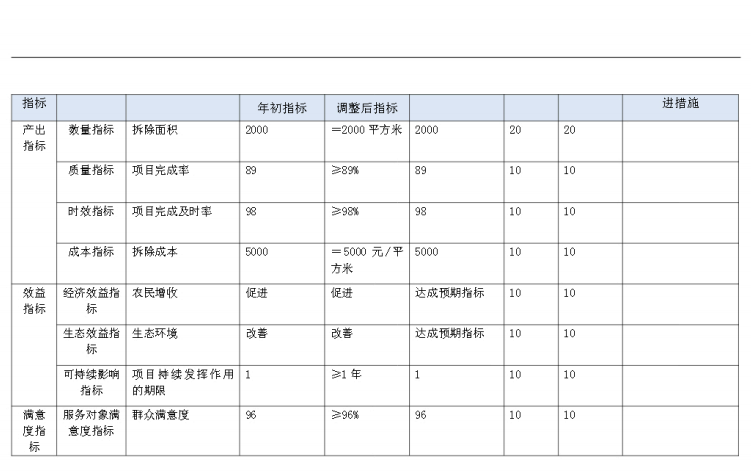 指标 年初指标 调整后指标 进措施
产出指标 数量指标 拆除面积 2000 ＝2000平方米 2000 20 20
质量指标 项目完成率 89 ≥89% 89 10 10
时效指标 项目完成及时率 98 ≥98% 98 10 10
成本指标 拆除成本 5000 ＝5000 元/平方米 5000 10 10
效益指标 经济效益指标 农民增收 促进 促进 达成预期指标 10 10
生态效益指标 生态环境 改善 改善 达成预期指标 10 10
可持续影响指标 项目持续发挥作用的期限 1 ≥1年 1 10 10
满意度指标 服务对象满意度指标 群众满意度 96 ≥96% 96 10 10